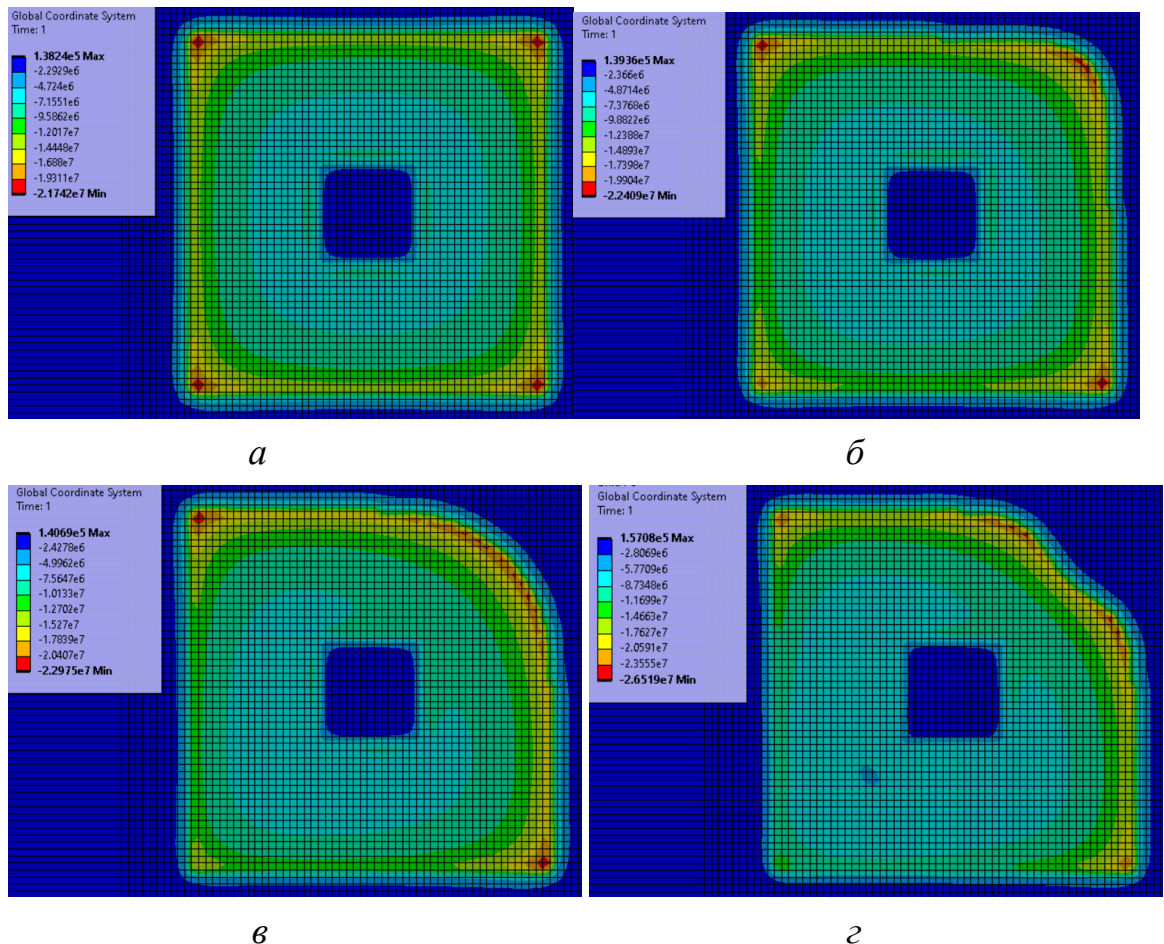 Global Coordinate System
Time: 1
1.3824e5 Max
-2.2929e6
-4.724e6
-7.1551e6
-9.5862e6
-1.2017e7
-1.4448e7
-1.688e7
-1.9311e7
-2.1742e7 Min
Global Coordinate System
Time: 1
1.3936e5 Max
-2.366e6
-4.8714e6
-7.3768e6
-9.8822e6
-1.2388e7
-1.4893e7
-1.7398e7
-1.9904e7
-2.2409e7 Min
а
б
Global Coordinate System
Time: 1
1.4069e5 Max
-2.4278e6
-4.9962e6
-7.5647e6
-1.0133e7
-1.2702e7
-1.527e7
-1.7839e7
-2.0407e7
-2.2975e7 Min
Global Coordinate System
Time: 1
1.5708e5 Max
-2.8069e6
-5.7709e6
-8.7348e6
-1.1699e7
-1.4663e7
-1.7627e7
-2.0591e7
-2.3555e7
-2.6519e7 Min
в
г